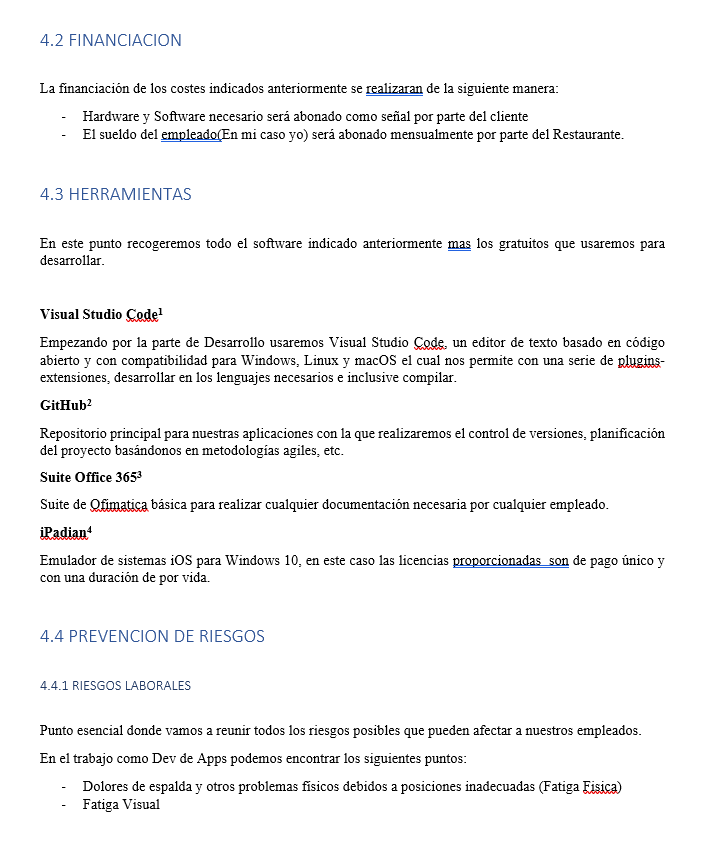 4.2 FINANCIACION
La financiación de los costes indicados anteriormente se realizaran de la siguiente manera:
- Hardware y Software necesario será abonado como señal por parte del cliente
- El sueldo del empleado(En mi caso yo) será abonado mensualmente por parte del Restaurante.
4.3 HERRAMIENTAS
En este punto recogeremos todo el software indicado anteriormente mas los gratuitos que usaremos para
desarrollar.
Visual Studio Code¹
Empezando por la parte de Desarrollo usaremos Visual Studio Code, un editor de texto basado en código
abierto y con compatibilidad para Windows, Linux y macOS el cual nos permite con una serie de plugins-
extensiones, desarrollar en los lenguajes necesarios e inclusive compilar.
GitHub²
Repositorio principal para nuestras aplicaciones con la que realizaremos el control de versiones, planificación
del proyecto basándonos en metodologías agiles, etc.
Suite Office 365³
Suite de Ofimatica básica para realizar cualquier documentación necesaria por cualquier empleado.
iPadian⁴
Emulador de sistemas iOS para Windows 10, en este caso las licencias proporcionadas  son de pago único y
con una duración de por vida.
4.4 PREVENCION DE RIESGOS
4.4.1 RIESGOS LABORALES
Punto esencial donde vamos a reunir todos los riesgos posibles que pueden afectar a nuestros empleados.
En el trabajo como Dev de Apps podemos encontrar los siguientes puntos:
- Dolores de espalda y otros problemas físicos debidos a posiciones inadecuadas (Fatiga Fisica)
- Fatiga Visual